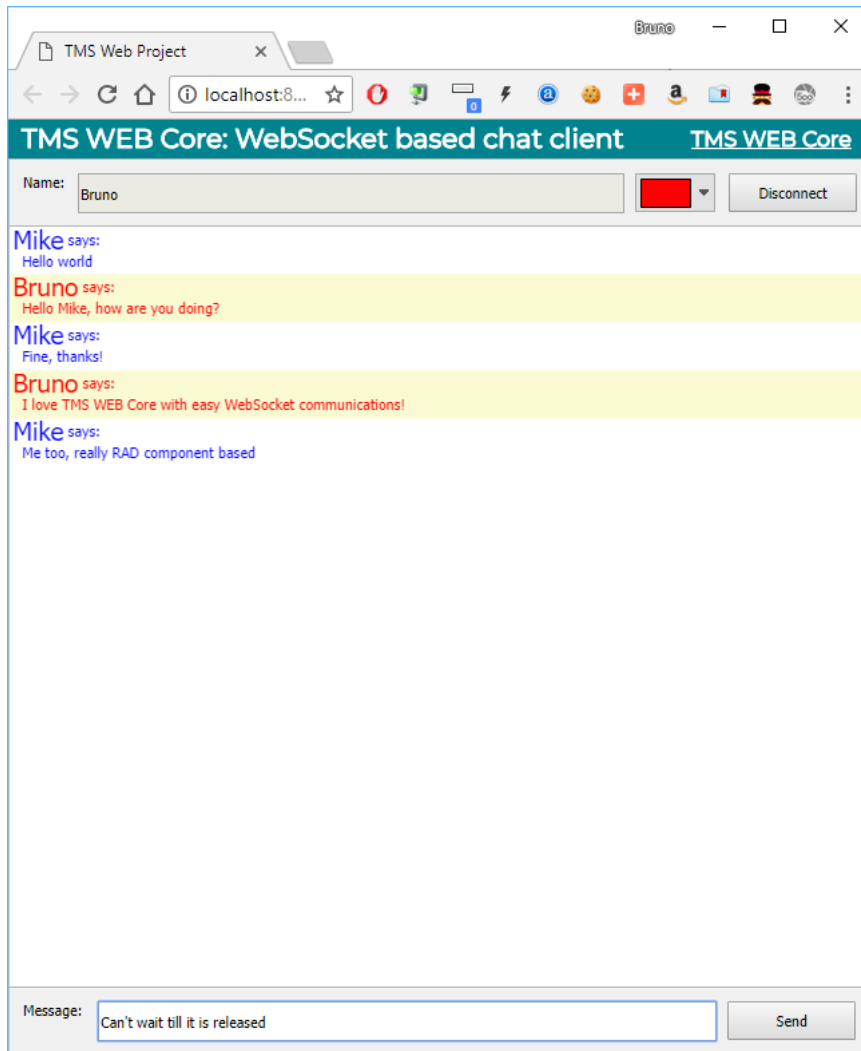 Bruno
TMS Web Project
localhost:8...
0
TMS WEB Core: WebSocket based chat client TMS WEB Core
Name: Bruno Disconnect
Mike says:
Hello world
Bruno says:
Hello Mike, how are you doing?
Mike says:
Fine, thanks!
Bruno says:
I love TMS WEB Core with easy WebSocket communications!
Mike says:
Me too, really RAD component based
Message: Can't wait till it is released Send